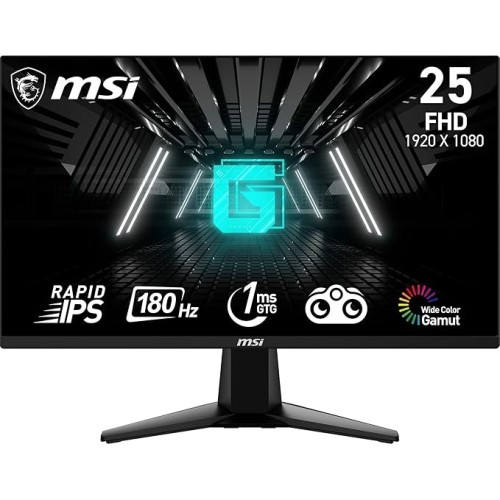 msi
25
FHD
1920 X 1080
G
RAPID
IPS
180 Hz
1ms
GTG
Wide Color
Gamut
msi